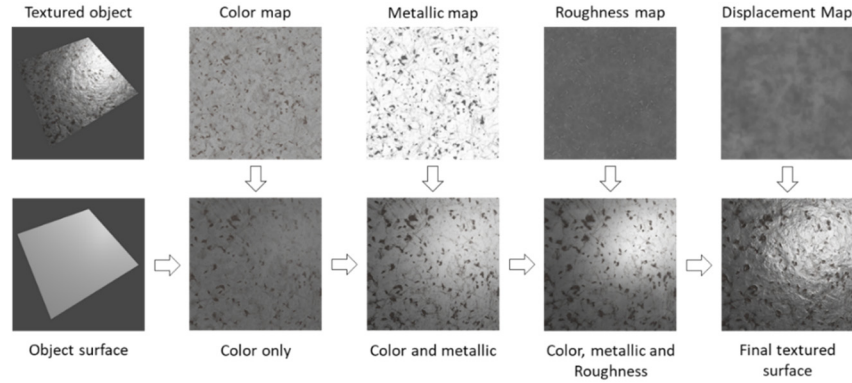 Textured object
Color map
Metallic map
Roughness map
Displacement Map
Object surface
Color only
Color and metallic
Color, metallic and
Roughness
Final textured
surface